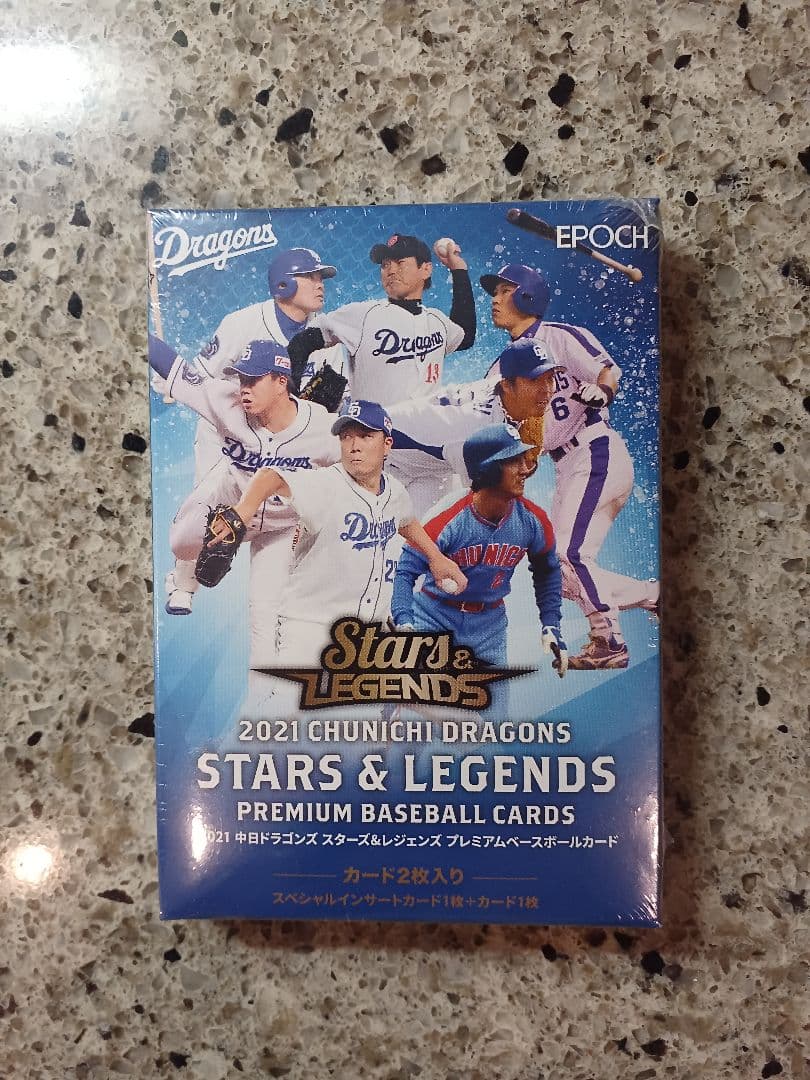 Dragons
EPOCH
Dragons
13
6
Dragons
Dragons
Stars &
LEGENDS
2021 CHUNICHI DRAGONS
STARS & LEGENDS
PREMIUM BASEBALL CARDS
2021 中日ドラゴンズ スターズ&レジェンズ プレミアムベースボールカード
カード2枚入り
スペシャルインサートカード1枚+カード1枚